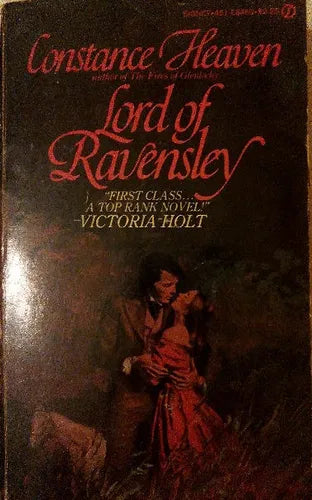 Constance Heaven
author of The Fires of Glenlochy
Lord of
Ravensley
"FIRST CLASS...
A TOP RANK NOVEL!"
—VICTORIA HOLT